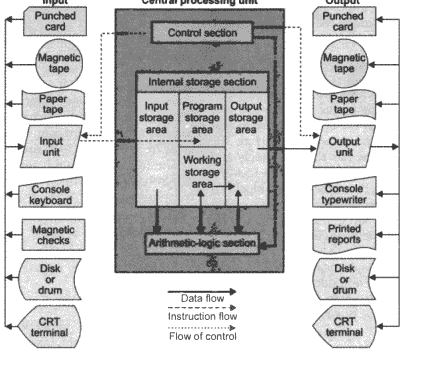 Input
Central processing unit
Output
Punched
card
Magnetic
tape
Paper
tape
Input
unit
Console
keyboard
Magnetic
checks
Disk
or
drum
CRT
terminal
Control section
Internal storage section
Input
storage
area
Program
storage
area
Output
storage
area
Working
storage
area
Arithmetic-logic section
Punched
card
Magnetic
tape
Paper
tape
Output
unit
Console
typewriter
Printed
reports
Disk
or
drum
CRT
terminal
Data flow
Instruction flow
Flow of control